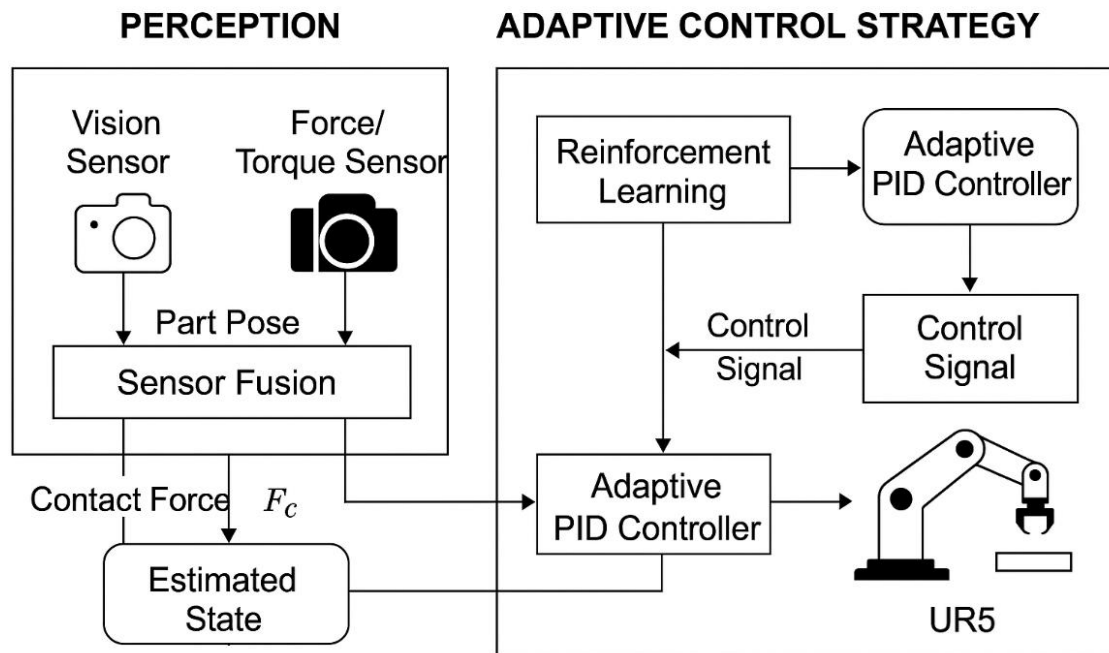 PERCEPTION
ADAPTIVE CONTROL STRATEGY
Vision
Sensor
Force/
Torque Sensor
Part Pose
Sensor Fusion
Contact Force
F_c
Estimated
State
Reinforcement
Learning
Adaptive
PID Controller
Control
Signal
Control
Signal
Adaptive
PID Controller
UR5